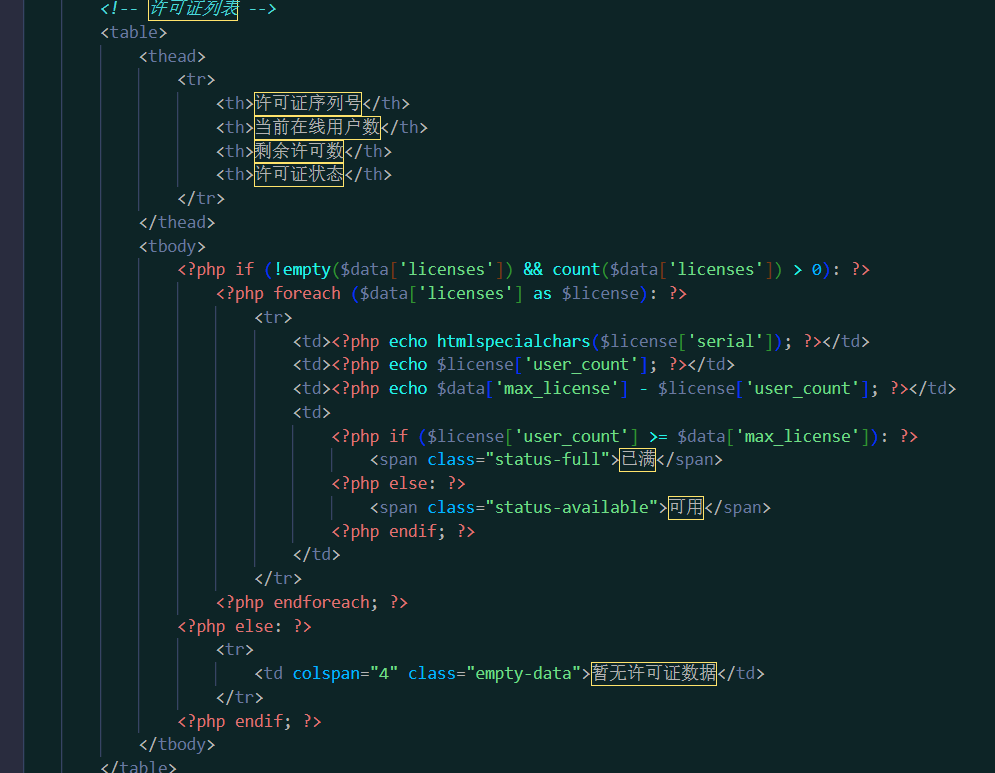 <!-- 许可证列表 -->
<table>
<thead>
<tr>
<th>许可证序列号</th>
<th>当前在线用户数</th>
<th>剩余许可数</th>
<th>许可证状态</th>
</tr>
</thead>
<tbody>
<?php if (!empty($data['licenses']) && count($data['licenses']) > 0): ?>
<?php foreach ($data['licenses'] as $license): ?>
<tr>
<td><?php echo htmlspecialchars($license['serial']); ?></td>
<td><?php echo $license['user_count']; ?></td>
<td><?php echo $data['max_license'] - $license['user_count']; ?></td>
<td>
<?php if ($license['user_count'] >= $data['max_license']): ?>
<span class="status-full">已满</span>
<?php else: ?>
<span class="status-available">可用</span>
<?php endif; ?>
</td>
</tr>
<?php endforeach; ?>
<?php else: ?>
<tr>
<td colspan="4" class="empty-data">暂无许可证数据</td>
</tr>
<?php endif; ?>
</tbody>
</table>